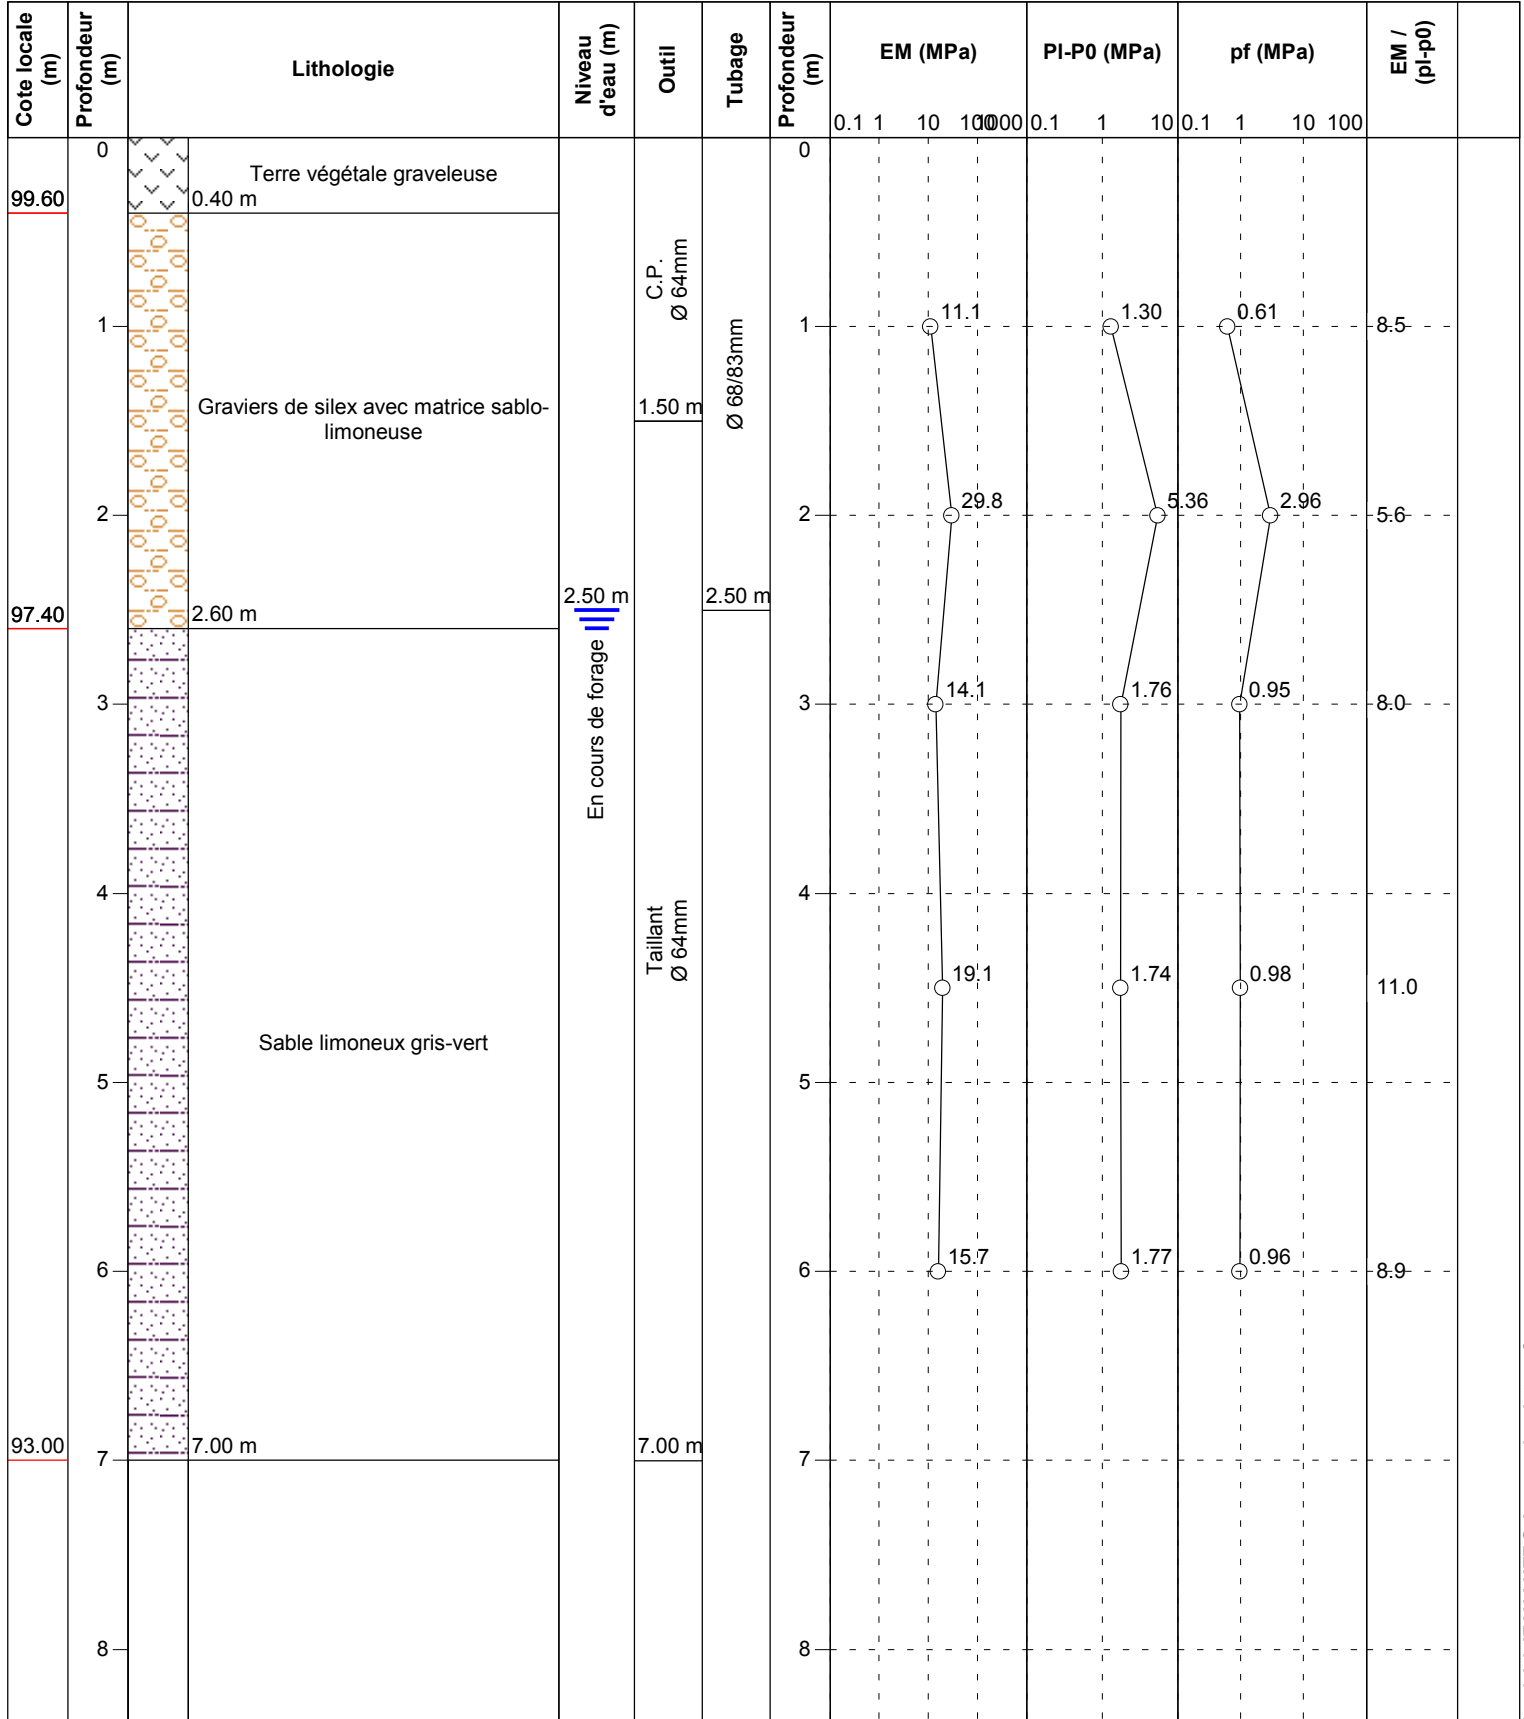 Cote locale
(m)
Profondeur
(m)
Lithologie
Niveau
d'eau (m)
Outil
Tubage
Profondeur
(m)
EM (MPa)
0.1 1 10 100 1000
Pl-P0 (MPa)
0.1 1 10
pf (MPa)
0.1 1 10 100
EM /
(pl-p0)
0
0
Terre végétale graveleuse
99.60
0.40 m
C.P.
Ø 64mm
Ø 68/83mm
1
1
11.1
1.30
0.61
8.5
Graviers de silex avec matrice sablo-
limoneuse
1.50 m
2
2
29.8
5.36
2.96
5.6
97.40
2.60 m
2.50 m
2.50 m
En cours de forage
3
3
14.1
1.76
0.95
8.0
4
4
Taillant
Ø 64mm
19.1
1.74
0.98
11.0
Sable limoneux gris-vert
5
5
6
6
15.7
1.77
0.96
8.9
93.00
7.00 m
7.00 m
7
7
8
8